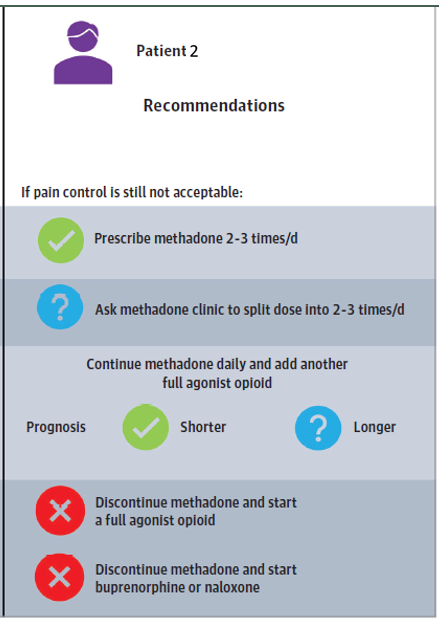 Patient 2
Recommendations
If pain control is still not acceptable:
Prescribe methadone 2-3 times/d
Ask methadone clinic to split dose into 2-3 times/d
Continue methadone daily and add another
full agonist opioid
Prognosis Shorter Longer
Discontinue methadone and start
a full agonist opioid
Discontinue methadone and start
buprenorphine or naloxone